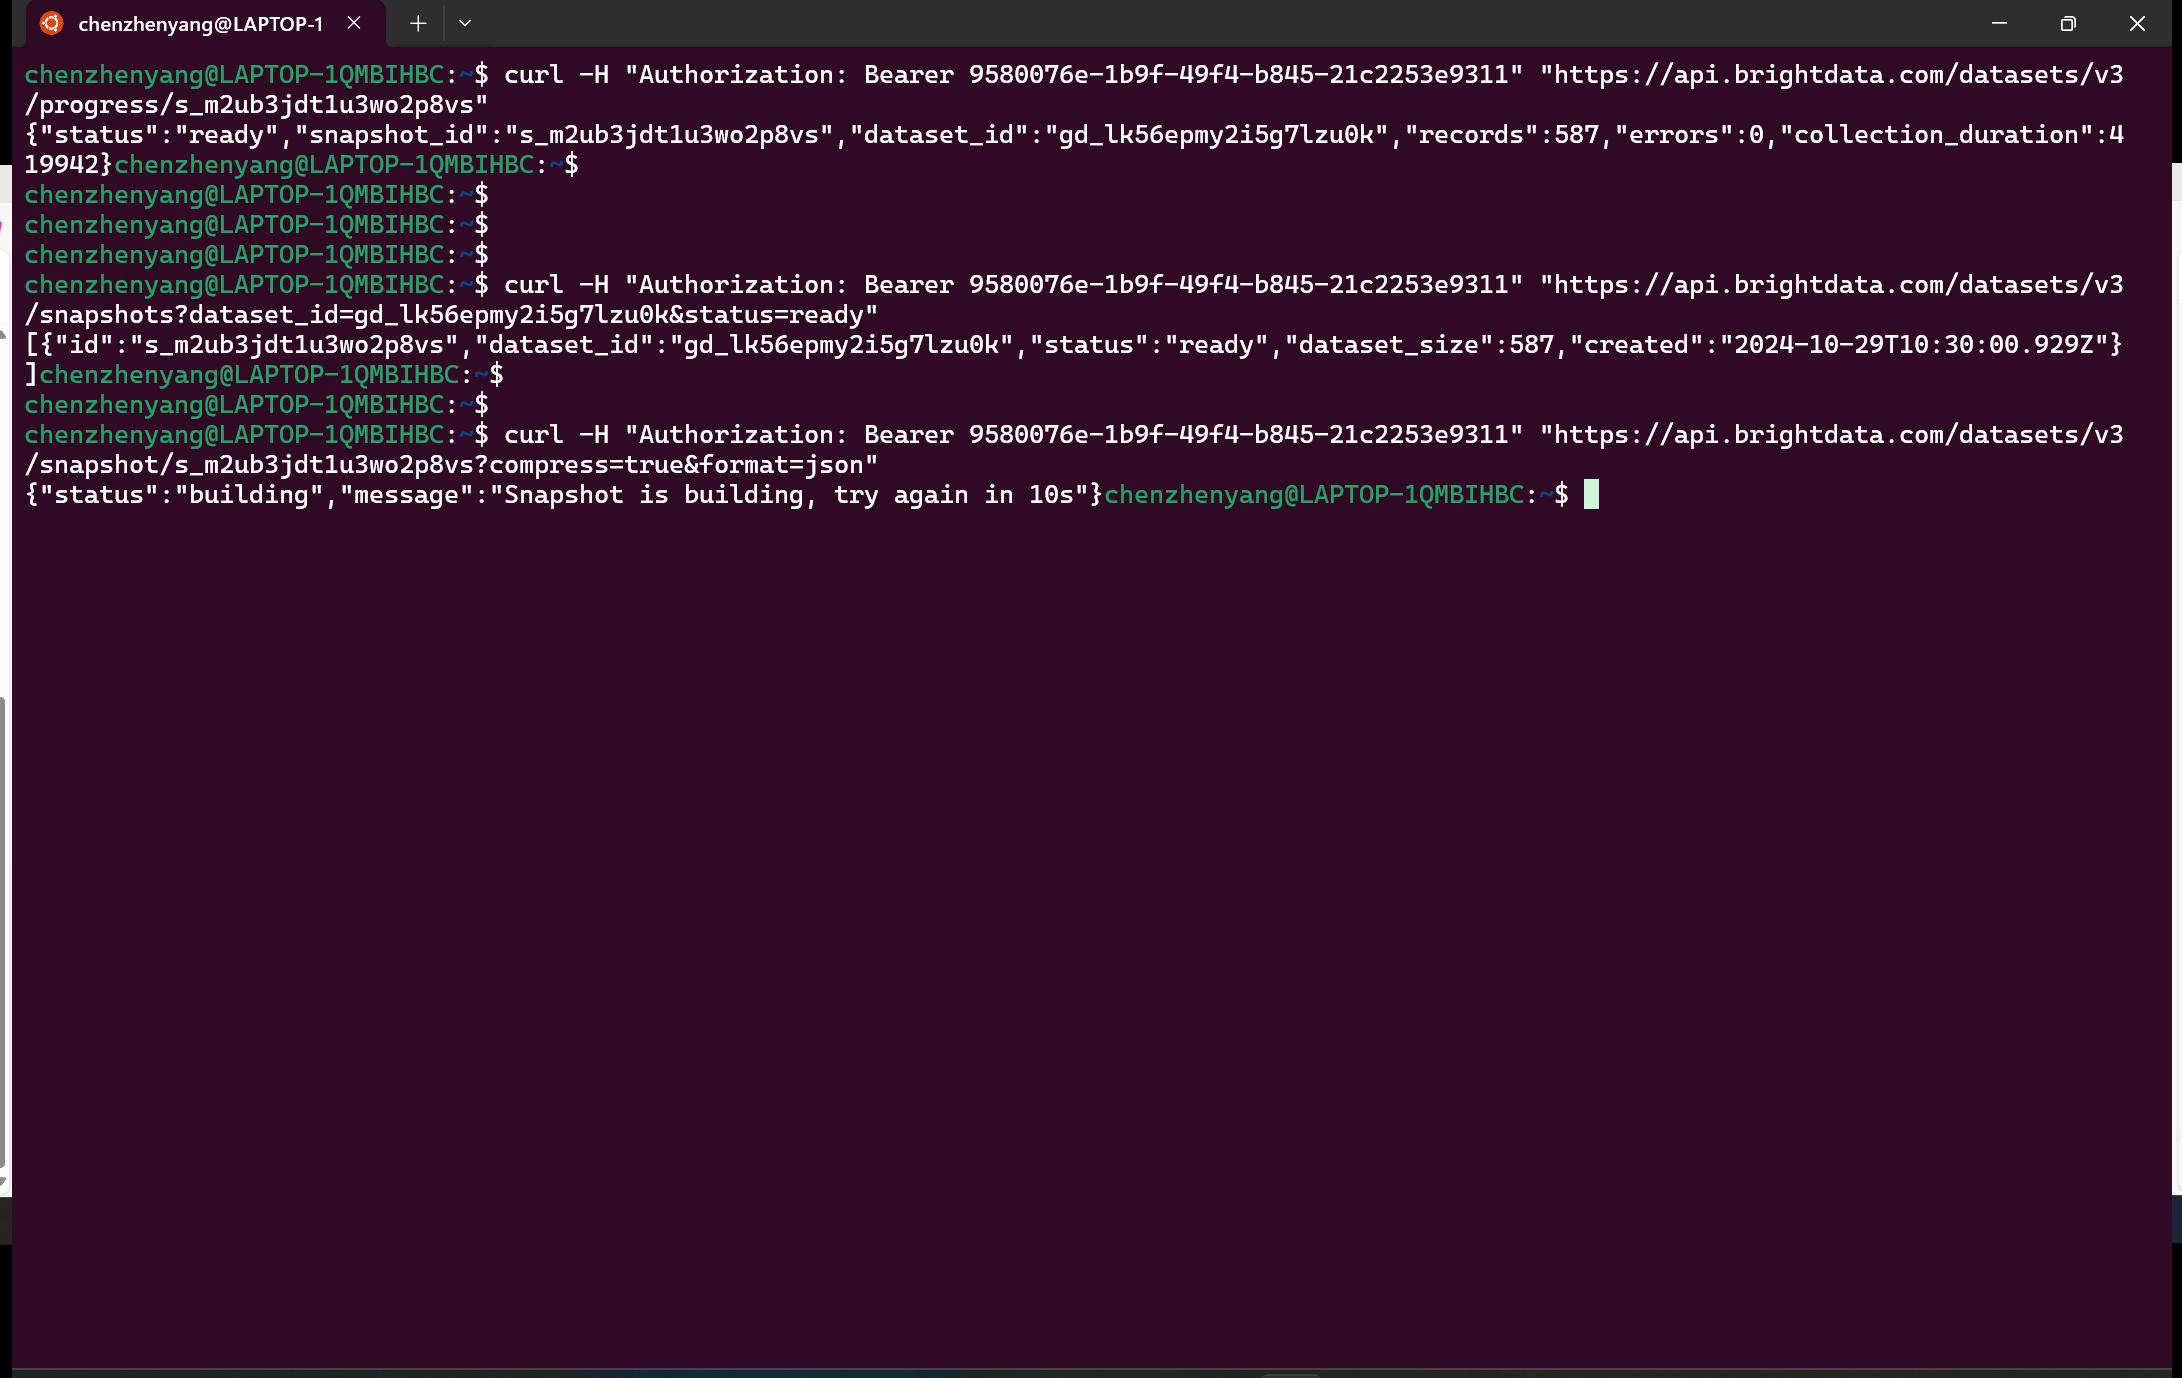 chenzhenyang@LAPTOP-1
chenzhenyang@LAPTOP-1QMBIHBC:~$ curl -H "Authorization: Bearer 9580076e-1b9f-49f4-b845-21c2253e9311" "https://api.brightdata.com/datasets/v3
/progress/s_m2ub3jdt1u3wo2p8vs"
{"status":"ready","snapshot_id":"s_m2ub3jdt1u3wo2p8vs","dataset_id":"gd_lk56epmy2i5g7lzu0k","records":587,"errors":0,"collection_duration":4
19942}chenzhenyang@LAPTOP-1QMBIHBC:~$
chenzhenyang@LAPTOP-1QMBIHBC:~$
chenzhenyang@LAPTOP-1QMBIHBC:~$
chenzhenyang@LAPTOP-1QMBIHBC:~$
chenzhenyang@LAPTOP-1QMBIHBC:~$ curl -H "Authorization: Bearer 9580076e-1b9f-49f4-b845-21c2253e9311" "https://api.brightdata.com/datasets/v3
/snapshots?dataset_id=gd_lk56epmy2i5g7lzu0k&status=ready"
[{"id":"s_m2ub3jdt1u3wo2p8vs","dataset_id":"gd_lk56epmy2i5g7lzu0k","status":"ready","dataset_size":587,"created":"2024-10-29T10:30:00.929Z"}
]chenzhenyang@LAPTOP-1QMBIHBC:~$
chenzhenyang@LAPTOP-1QMBIHBC:~$
chenzhenyang@LAPTOP-1QMBIHBC:~$ curl -H "Authorization: Bearer 9580076e-1b9f-49f4-b845-21c2253e9311" "https://api.brightdata.com/datasets/v3
/snapshot/s_m2ub3jdt1u3wo2p8vs?compress=true&format=json"
{"status":"building","message":"Snapshot is building, try again in 10s"}chenzhenyang@LAPTOP-1QMBIHBC:~$